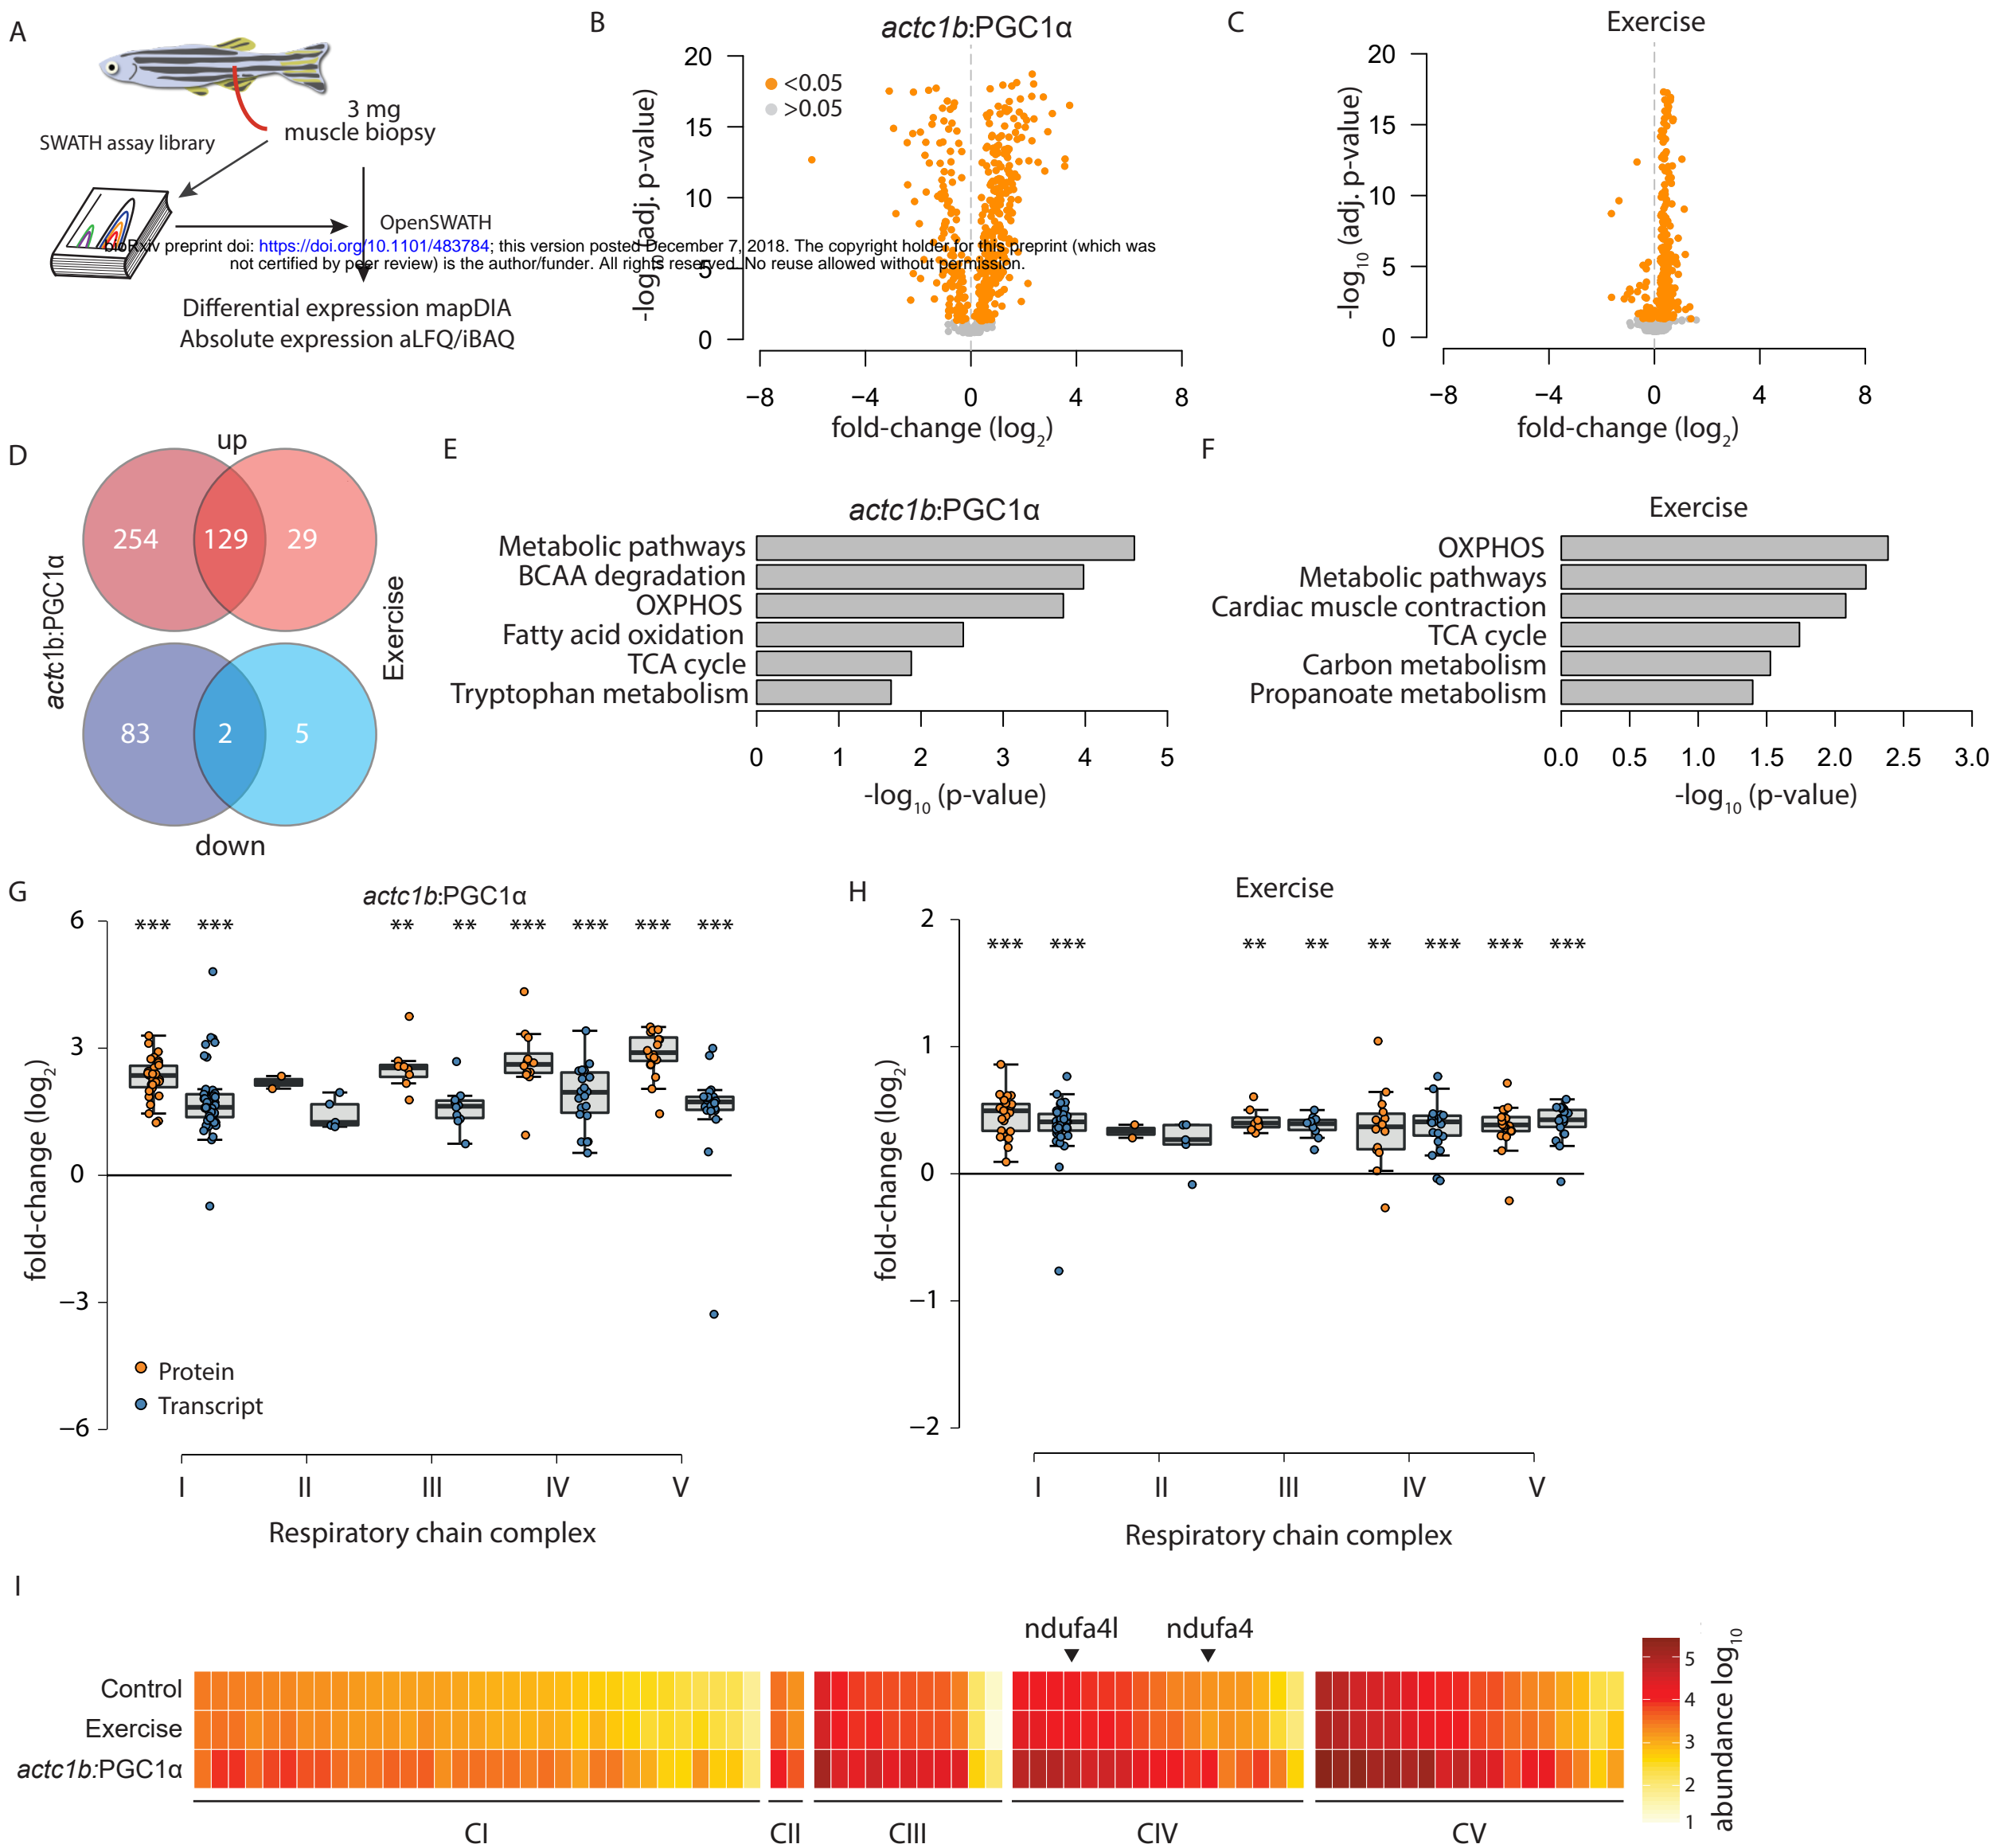 A
3 mg
muscle biopsy
SWATH assay library
OpenSWATH
bioRxiv preprint doi: https://doi.org/10.1101/483784; this version posted December 7, 2018. The copyright holder for this preprint (which was
not certified by peer review) is the author/funder. All rights reserved. No reuse allowed without permission.
Differential expression mapDIA
Absolute expression aLFQ/iBAQ
B
actc1b:PGC1α
<0.05
>0.05
-log10 (adj. p-value)
20
15
10
5
0
−8 −4 0 4 8
fold-change (log2)
C
Exercise
-log10 (adj. p-value)
20
15
10
5
0
−8 −4 0 4 8
fold-change (log2)
D
up
actc1b:PGC1α
254 129 29
Exercise
83 2 5
down
E
actc1b:PGC1α
Metabolic pathways
BCAA degradation
OXPHOS
Fatty acid oxidation
TCA cycle
Tryptophan metabolism
0 1 2 3 4 5
-log10 (p-value)
F
Exercise
OXPHOS
Metabolic pathways
Cardiac muscle contraction
TCA cycle
Carbon metabolism
Propanoate metabolism
0.0 0.5 1.0 1.5 2.0 2.5 3.0
-log10 (p-value)
G
actc1b:PGC1α
*** *** ** ** *** *** *** ***
fold-change (log2)
6
3
0
−3
−6
Protein
Transcript
I II III IV V
Respiratory chain complex
H
Exercise
*** *** ** ** ** *** *** ***
fold-change (log2)
2
1
0
−1
−2
I II III IV V
Respiratory chain complex
I
ndufa4l ndufa4
Control
Exercise
actc1b:PGC1α
CI CII CIII CIV CV
5
4
3
2
1
abundance log10